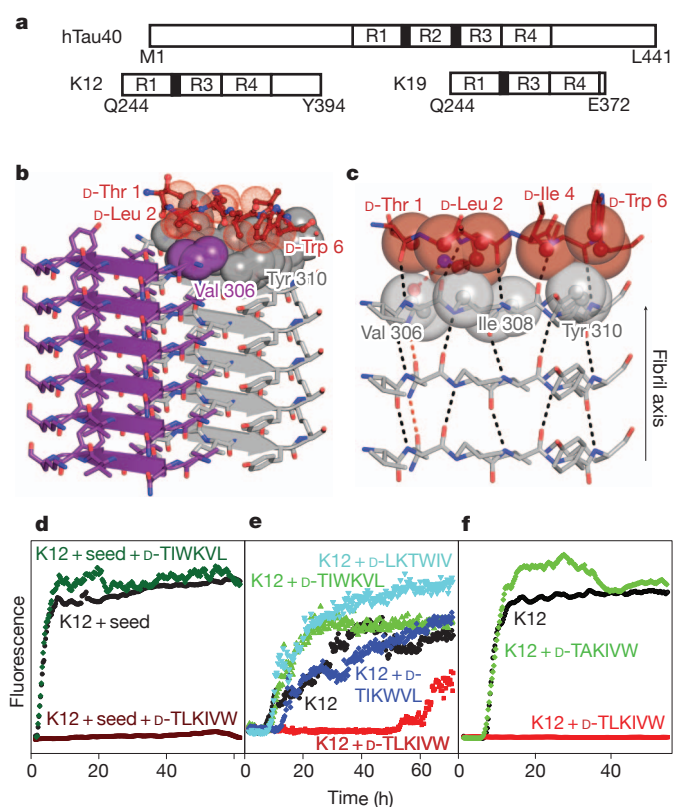 a
hTau40 R1 R2 R3 R4
M1 L441
K12 R1 R3 R4 K19 R1 R3 R4
Q244 Y394 Q244 E372
b
D-Thr 1
D-Leu 2
D-Trp 6
Val 306
Tyr 310
c
D-Thr 1 D-Leu 2 D-Ile 4 D-Trp 6
Val 306 Ile 308 Tyr 310
Fibril axis
d
K12 + seed + D-TIWKVL
K12 + seed
K12 + seed + D-TLKIVW
e
K12 + D-LKTWIV
K12 + D-TIWKVL
K12 + D-
TIKWVL
K12
K12 + D-TLKIVW
f
K12
K12 + D-TAKIVW
K12 + D-TLKIVW
Fluorescence
0 20 40 0 20 40 60 0 20 40
Time (h)